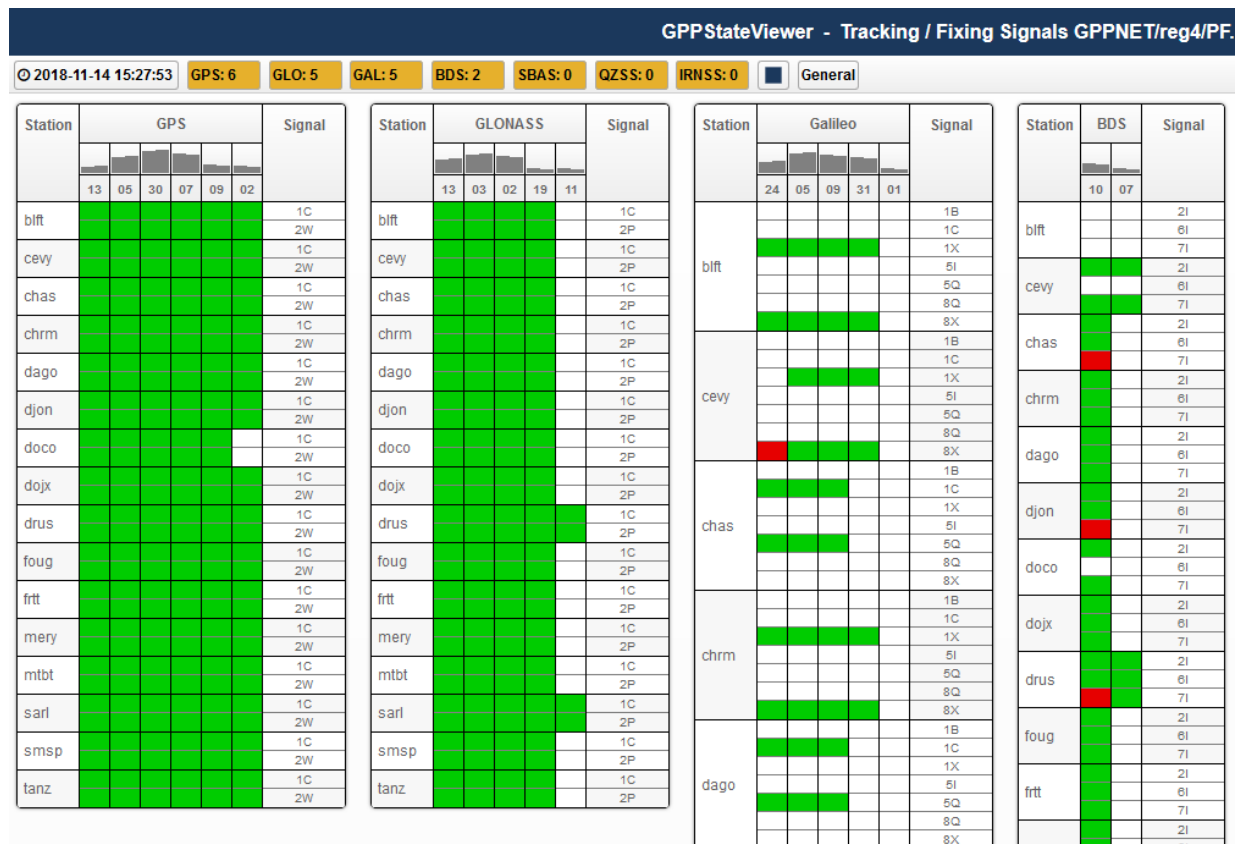 GPPStateViewer - Tracking / Fixing Signals GPPNET/reg4/PF.
2018-11-14 15:27:53 GPS: 6 GLO: 5 GAL: 5 BDS: 2 SBAS: 0 QZSS: 0 IRNSS: 0 General
Station GPS Signal
13 05 30 07 09 02
blft 1C
2W
cevy 1C
2W
chas 1C
2W
chrm 1C
2W
dago 1C
2W
djon 1C
2W
doco 1C
2W
dojx 1C
2W
drus 1C
2W
foug 1C
2W
frtt 1C
2W
mery 1C
2W
mtbt 1C
2W
sarl 1C
2W
smsp 1C
2W
tanz 1C
2W
Station GLONASS Signal
13 03 02 19 11
blft 1C
2P
cevy 1C
2P
chas 1C
2P
chrm 1C
2P
dago 1C
2P
djon 1C
2P
doco 1C
2P
dojx 1C
2P
drus 1C
2P
foug 1C
2P
frtt 1C
2P
mery 1C
2P
mtbt 1C
2P
sarl 1C
2P
smsp 1C
2P
tanz 1C
2P
Station Galileo Signal
24 05 09 31 01
1B
1C
1X
blft 5I
5Q
8Q
8X
1B
1C
1X
cevy 5I
5Q
8Q
8X
1B
1C
1X
chas 5I
5Q
8Q
8X
1B
1C
1X
chrm 5I
5Q
8Q
8X
1B
1C
1X
dago 5I
5Q
8Q
8X
Station BDS Signal
10 07
2I
blft 6I
7I
2I
cevy 6I
7I
2I
chas 6I
7I
2I
chrm 6I
7I
2I
dago 6I
7I
2I
djon 6I
7I
2I
doco 6I
7I
2I
dojx 6I
7I
2I
drus 6I
7I
2I
foug 6I
7I
2I
frtt 6I
7I
2I